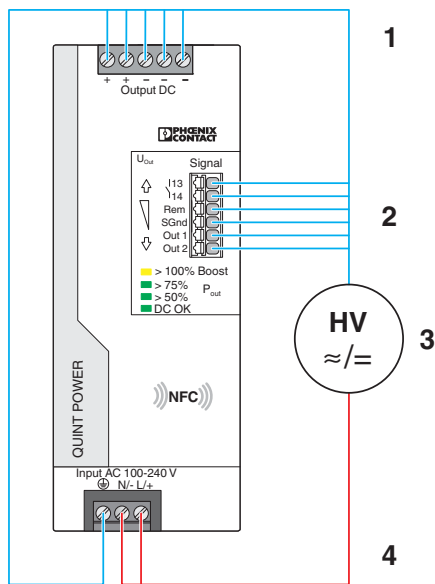 1
+ + − − −
Output DC
PHŒNIX
CONTACT
UOut
Signal
13
14
Rem
SGnd
Out 1
Out 2
2
> 100% Boost
> 75%
> 50%
DC OK
Pout
HV
≈/=
3
QUINT POWER
NFC
Input AC 100-240 V
N/- L/+
4